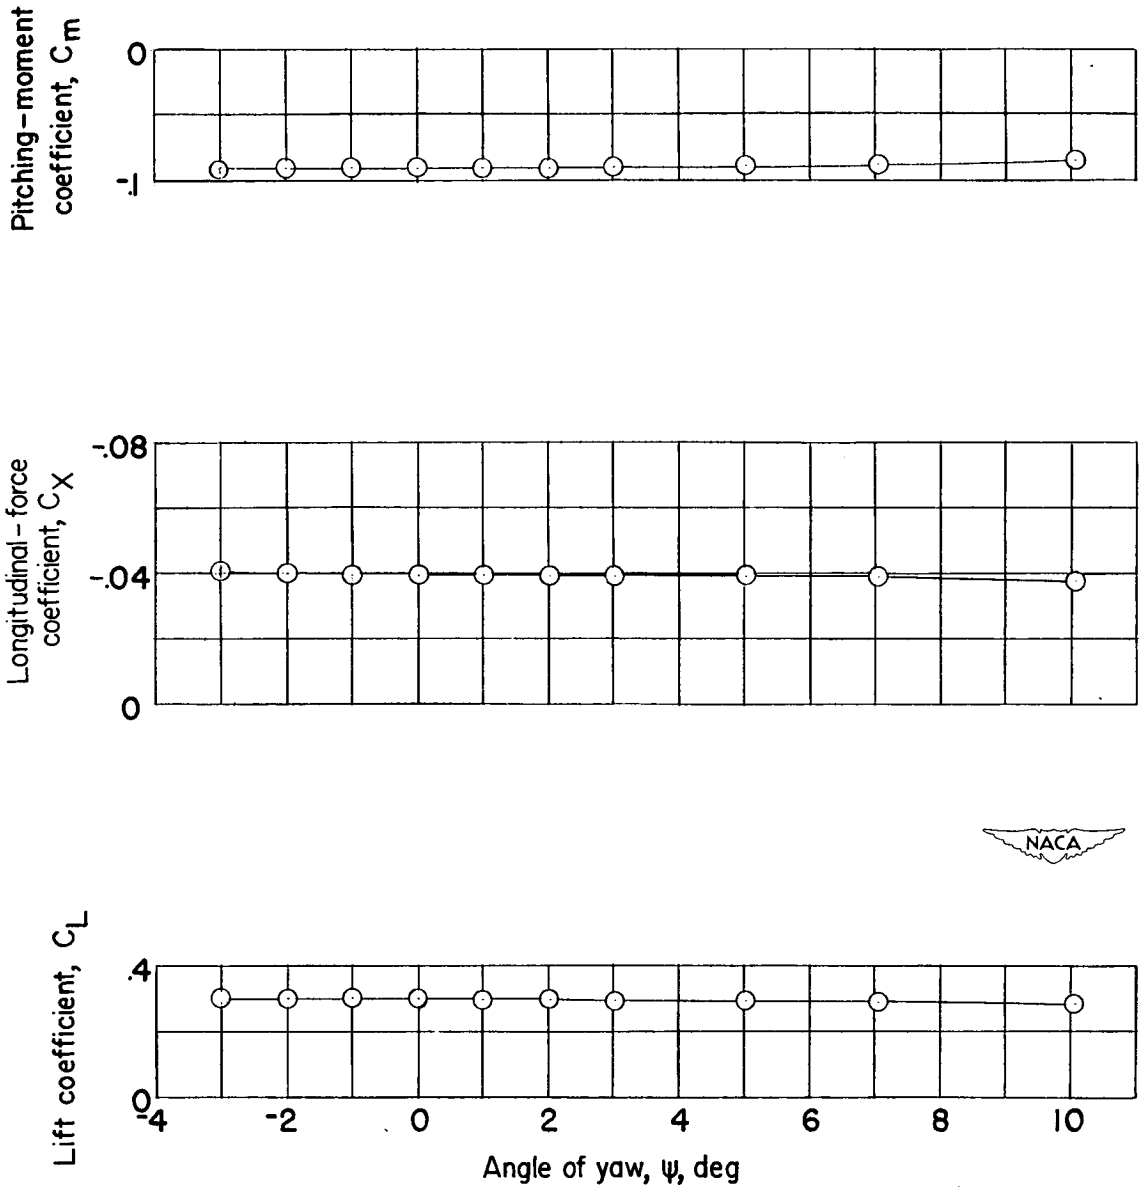 Pitching-moment
coefficient, Cm
0
-.1
Longitudinal-force
coefficient, CX
-.08
-.04
0
NACA
Lift coefficient, CL
.4
0
-4 -2 0 2 4 6 8 10
Angle of yaw, ψ, deg